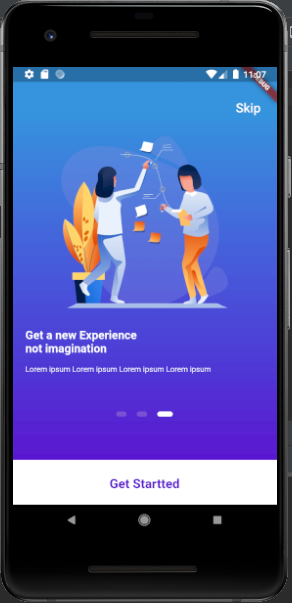 11:07
Skip
Get a new Experience
not imagination
Lorem Ipsum Lorem Ipsum Lorem Ipsum Lorem Ipsum
Get Startted